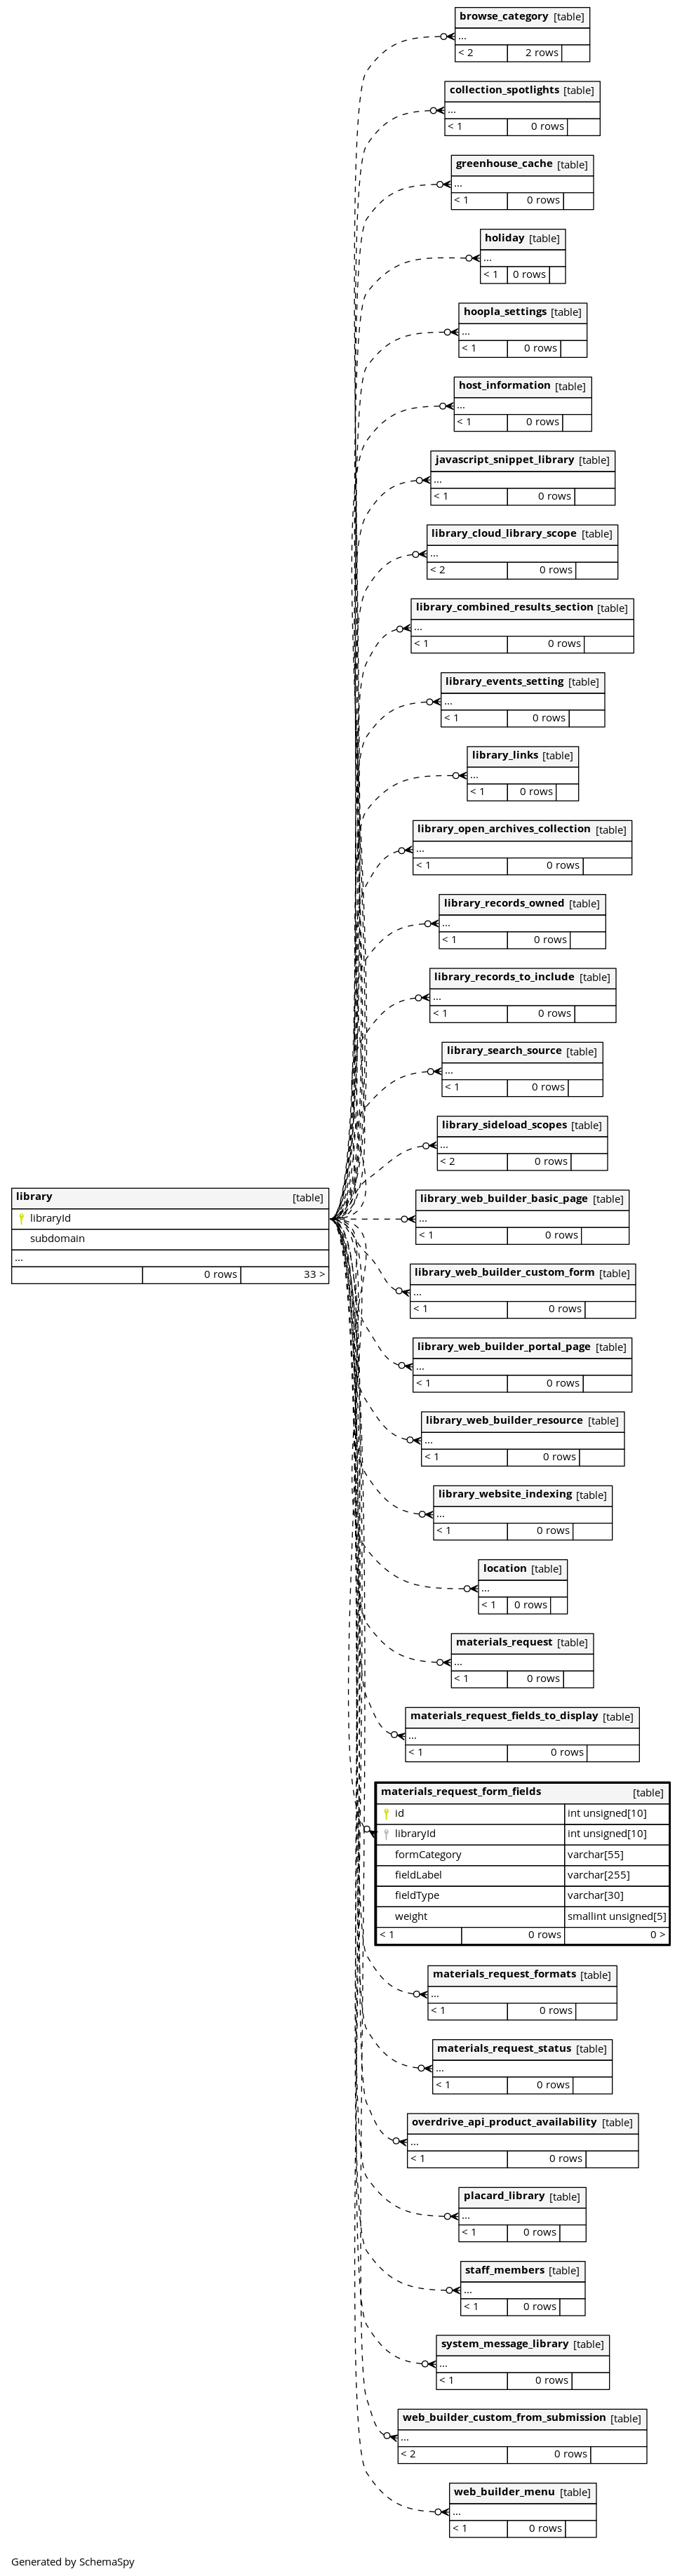 browse_category [table]
...
< 2 2 rows
collection_spotlights [table]
...
< 1 0 rows
greenhouse_cache [table]
...
< 1 0 rows
holiday [table]
...
< 1 0 rows
hoopla_settings [table]
...
< 1 0 rows
host_information [table]
...
< 1 0 rows
javascript_snippet_library [table]
...
< 1 0 rows
library_cloud_library_scope [table]
...
< 2 0 rows
library_combined_results_section [table]
...
< 1 0 rows
library_events_setting [table]
...
< 1 0 rows
library_links [table]
...
< 1 0 rows
library_open_archives_collection [table]
...
< 1 0 rows
library_records_owned [table]
...
< 1 0 rows
library_records_to_include [table]
...
< 1 0 rows
library_search_source [table]
...
< 1 0 rows
library_sideload_scopes [table]
...
< 2 0 rows
library [table]
libraryId
subdomain
...
0 rows 33 >
library_web_builder_basic_page [table]
...
< 1 0 rows
library_web_builder_custom_form [table]
...
< 1 0 rows
library_web_builder_portal_page [table]
...
< 1 0 rows
library_web_builder_resource [table]
...
< 1 0 rows
library_website_indexing [table]
...
< 1 0 rows
location [table]
...
< 1 0 rows
materials_request [table]
...
< 1 0 rows
materials_request_fields_to_display [table]
...
< 1 0 rows
materials_request_form_fields [table]
id int unsigned[10]
libraryId int unsigned[10]
formCategory varchar[55]
fieldLabel varchar[255]
fieldType varchar[30]
weight smallint unsigned[5]
< 1 0 rows 0 >
materials_request_formats [table]
...
< 1 0 rows
materials_request_status [table]
...
< 1 0 rows
overdrive_api_product_availability [table]
...
< 1 0 rows
placard_library [table]
...
< 1 0 rows
staff_members [table]
...
< 1 0 rows
system_message_library [table]
...
< 1 0 rows
web_builder_custom_from_submission [table]
...
< 2 0 rows
web_builder_menu [table]
...
< 1 0 rows
Generated by SchemaSpy